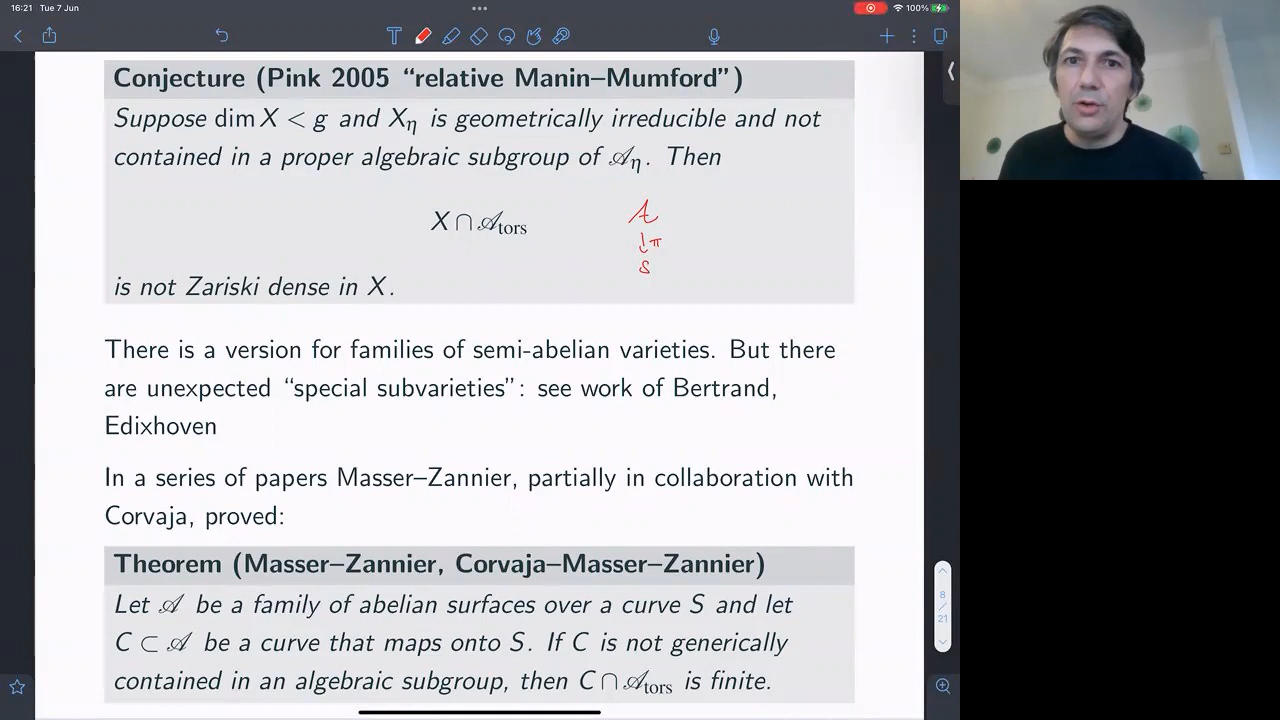 16:21 Tue 7 Jun
100%
Conjecture (Pink 2005 “relative Manin–Mumford”)
Suppose dim X < g and X_η is geometrically irreducible and not
contained in a proper algebraic subgroup of 𝒜_η. Then
X ∩ 𝒜_tors
𝒜
↓π
S
is not Zariski dense in X.
There is a version for families of semi-abelian varieties. But there
are unexpected “special subvarieties”: see work of Bertrand,
Edixhoven
In a series of papers Masser–Zannier, partially in collaboration with
Corvaja, proved:
Theorem (Masser–Zannier, Corvaja–Masser–Zannier)
Let 𝒜 be a family of abelian surfaces over a curve S and let
C ⊂ 𝒜 be a curve that maps onto S. If C is not generically
contained in an algebraic subgroup, then C ∩ 𝒜_tors is finite.
8
/
21